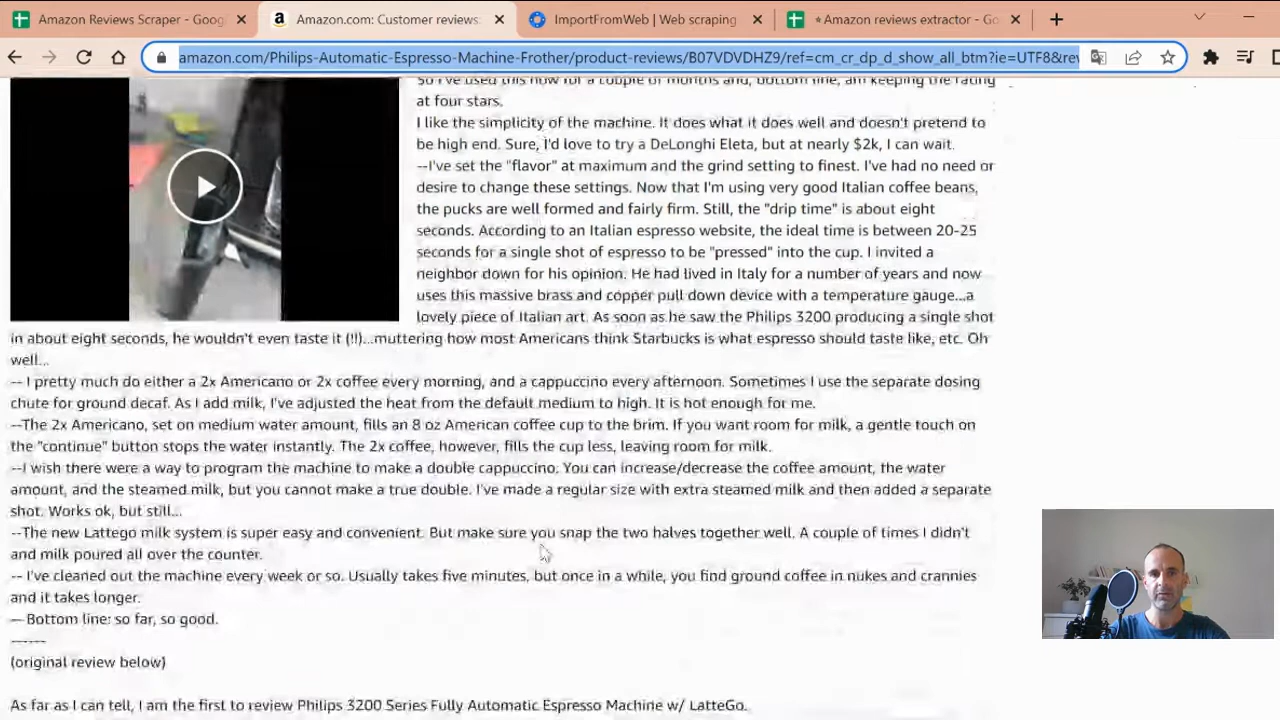 Amazon Reviews Scraper - Googl
Amazon.com: Customer reviews:
ImportFromWeb | Web scraping
Amazon reviews extractor - Go
amazon.com/Philips-Automatic-Espresso-Machine-Frother/product-reviews/B07VDVDHZ9/ref=cm_cr_dp_d_show_all_btm?ie=UTF8&rev
So I've used this now for a couple of months and, bottom line, am keeping the rating
at four stars.
I like the simplicity of the machine. It does what it does well and doesn't pretend to
be high end. Sure, I'd love to try a DeLonghi Eleta, but at nearly $2k, I can wait.
--I've set the "flavor" at maximum and the grind setting to finest. I've had no need or
desire to change these settings. Now that I'm using very good Italian coffee beans,
the pucks are well formed and fairly firm. Still, the "drip time" is about eight
seconds. According to an Italian espresso website, the ideal time is between 20-25
seconds for a single shot of espresso to be "pressed" into the cup. I invited a
neighbor down for his opinion. He had lived in Italy for a number of years and now
uses this massive brass and copper pull down device with a temperature gauge...a
lovely piece of Italian art. As soon as he saw the Philips 3200 producing a single shot
in about eight seconds, he wouldn't even taste it (!!)...muttering how most Americans think Starbucks is what espresso should taste like, etc. Oh
well...
-- I pretty much do either a 2x Americano or 2x coffee every morning, and a cappuccino every afternoon. Sometimes I use the separate dosing
chute for ground decaf. As I add milk, I've adjusted the heat from the default medium to high. It is hot enough for me.
--The 2x Americano, set on medium water amount, fills an 8 oz American coffee cup to the brim. If you want room for milk, a gentle touch on
the "continue" button stops the water instantly. The 2x coffee, however, fills the cup less, leaving room for milk.
--I wish there were a way to program the machine to make a double cappuccino. You can increase/decrease the coffee amount, the water
amount, and the steamed milk, but you cannot make a true double. I've made a regular size with extra steamed milk and then added a separate
shot. Works ok, but still...
--The new Lattego milk system is super easy and convenient. But make sure you snap the two halves together well. A couple of times I didn't
and milk poured all over the counter.
-- I've cleaned out the machine every week or so. Usually takes five minutes, but once in a while, you find ground coffee in nukes and crannies
and it takes longer.
-- Bottom line: so far, so good.
------
(original review below)
As far as I can tell, I am the first to review Philips 3200 Series Fully Automatic Espresso Machine w/ LatteGo.